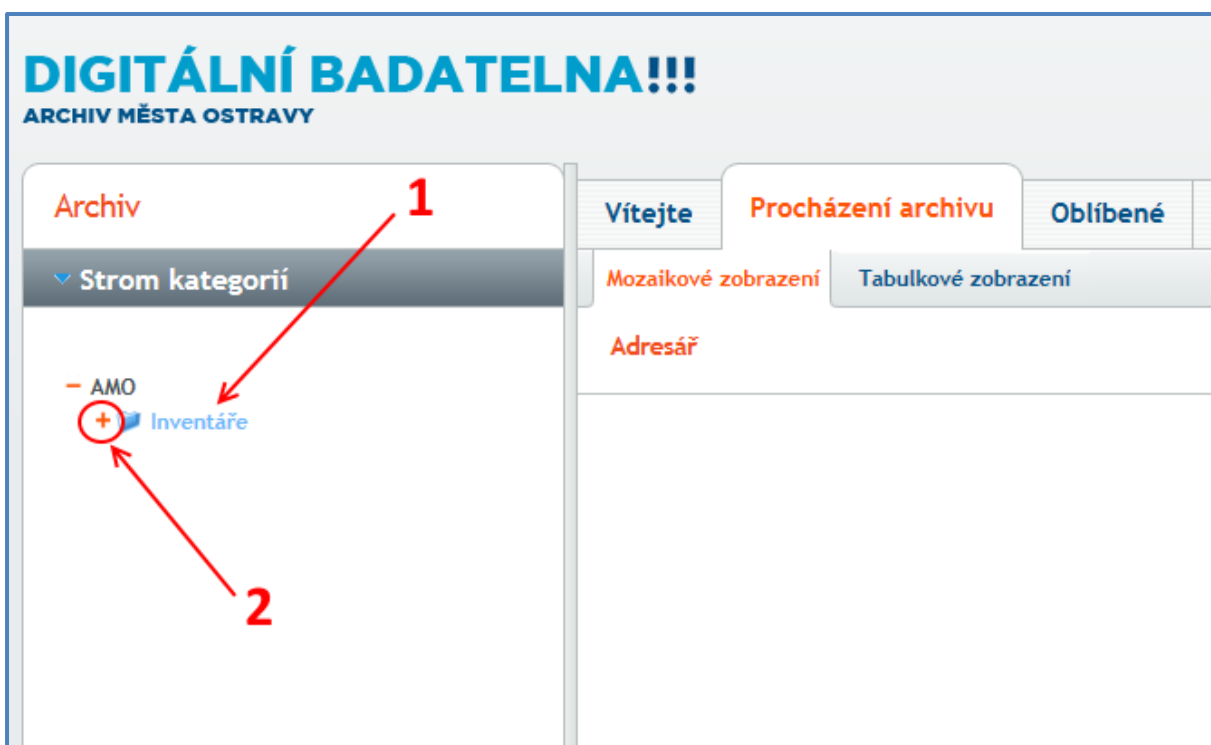 DIGITÁLNÍ BADATELNA!!!
ARCHIV MĚSTA OSTRAVY
Archiv
1
Strom kategorií
− AMO
+ Inventáře
2
Vítejte
Procházení archivu
Oblíbené
Mozaikové zobrazení
Tabulkové zobrazení
Adresář